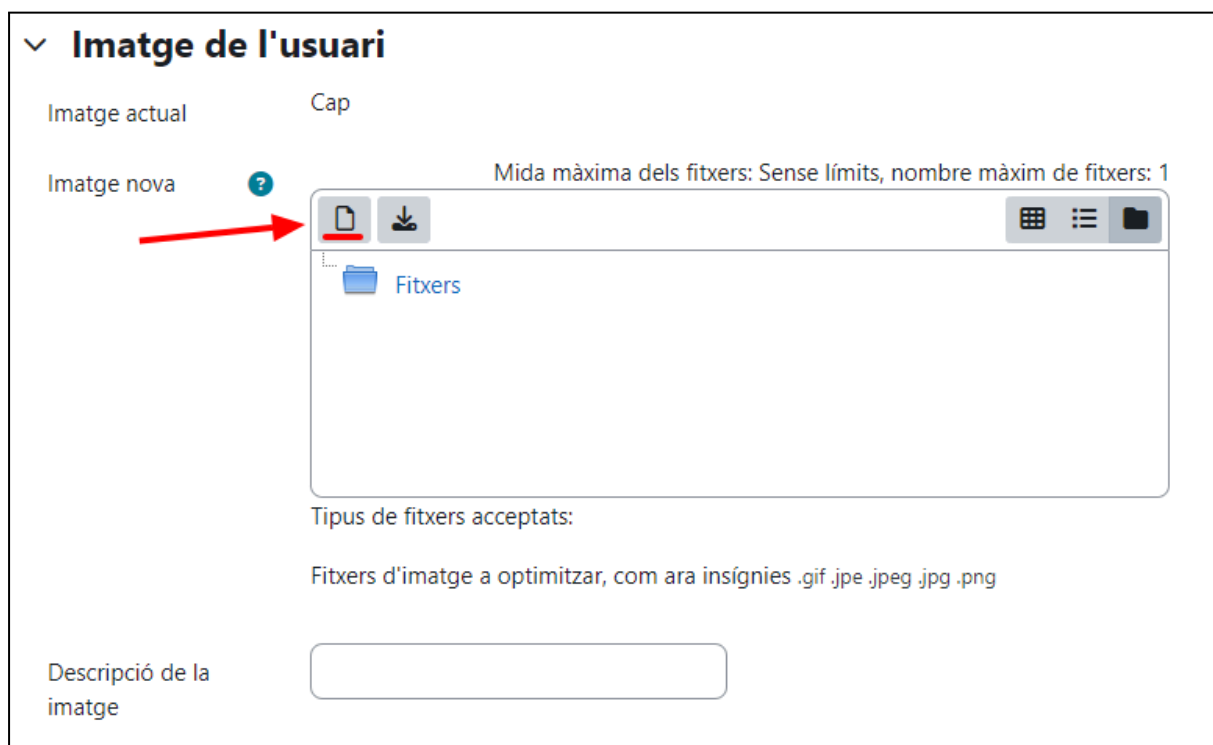 Imatge de l'usuari
Imatge actual
Cap
Imatge nova
?
Mida màxima dels fitxers: Sense límits, nombre màxim de fitxers: 1
Fitxers
Tipus de fitxers acceptats:
Fitxers d'imatge a optimitzar, com ara insígnies .gif .jpe .jpeg .jpg .png
Descripció de la
imatge